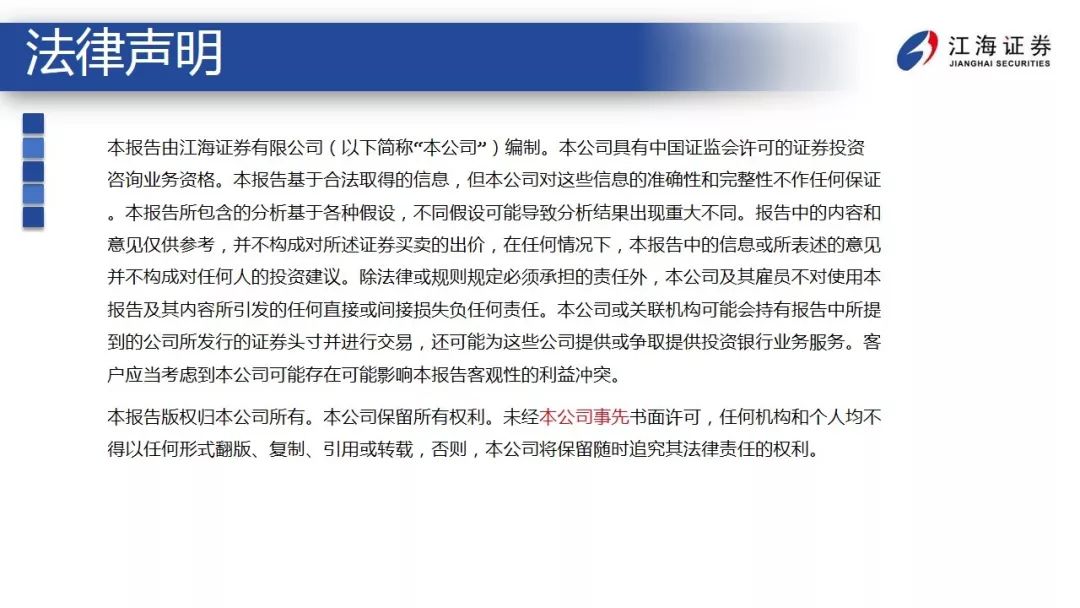 法律声明
江海证券
JIANGHAI SECURITIES
本报告由江海证券有限公司（以下简称“本公司”）编制。本公司具有中国证监会许可的证券投资
咨询业务资格。本报告基于合法取得的信息，但本公司对这些信息的准确性和完整性不作任何保证
。本报告所包含的分析基于各种假设，不同假设可能导致分析结果出现重大不同。报告中的内容和
意见仅供参考，并不构成对所述证券买卖的出价，在任何情况下，本报告中的信息或所表述的意见
并不构成对任何人的投资建议。除法律或规则规定必须承担的责任外，本公司及其雇员不对使用本
报告及其内容所引发的任何直接或间接损失负任何责任。本公司或关联机构可能会持有报告中所提
到的公司所发行的证券头寸并进行交易，还可能为这些公司提供或争取提供投资银行业务服务。客
户应当考虑到本公司可能存在可能影响本报告客观性的利益冲突。
本报告版权归本公司所有。本公司保留所有权利。未经本公司事先书面许可，任何机构和个人均不
得以任何形式翻版、复制、引用或转载，否则，本公司将保留随时追究其法律责任的权利。